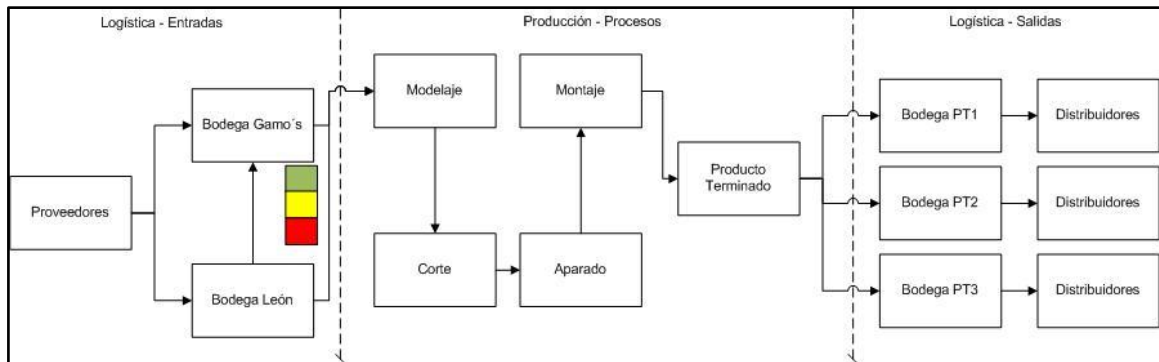 Logística - Entradas
Producción - Procesos
Logística - Salidas
Proveedores
Bodega Gamo´s
Bodega León
Modelaje
Corte
Aparado
Montaje
Producto
Terminado
Bodega PT1
Distribuidores
Bodega PT2
Distribuidores
Bodega PT3
Distribuidores